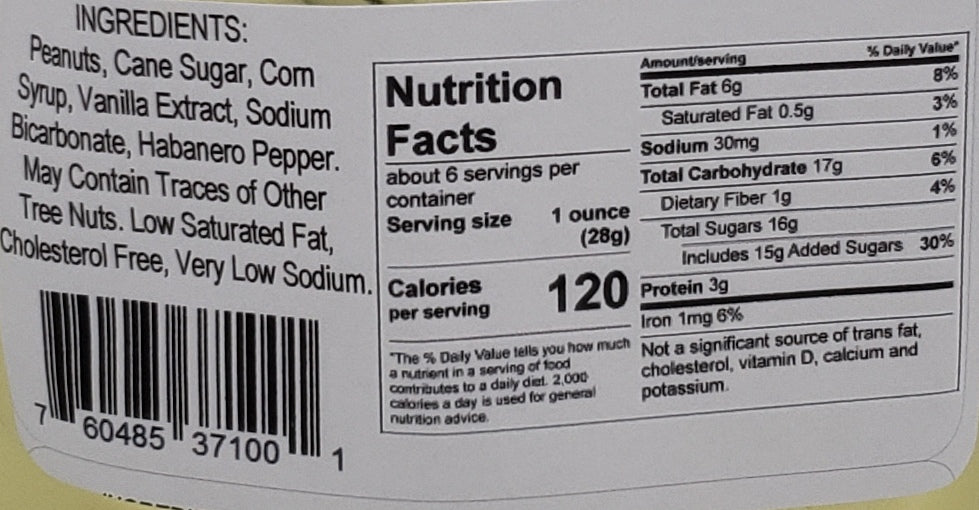 INGREDIENTS:
Peanuts, Cane Sugar, Corn
Syrup, Vanilla Extract, Sodium
Bicarbonate, Habanero Pepper.
May Contain Traces of Other
Tree Nuts. Low Saturated Fat,
Cholesterol Free, Very Low Sodium.
7 60485 37100 1
Nutrition
Facts
about 6 servings per
container
Serving size 1 ounce
(28g)
Calories 120
per serving
*The % Daily Value tells you how much
a nutrient in a serving of food
contributes to a daily diet. 2,000
calories a day is used for general
nutrition advice.
Amount/serving % Daily Value*
Total Fat 6g 8%
Saturated Fat 0.5g 3%
Sodium 30mg 1%
Total Carbohydrate 17g 6%
Dietary Fiber 1g 4%
Total Sugars 16g
Includes 15g Added Sugars 30%
Protein 3g
Iron 1mg 6%
Not a significant source of trans fat,
cholesterol, vitamin D, calcium and
potassium.